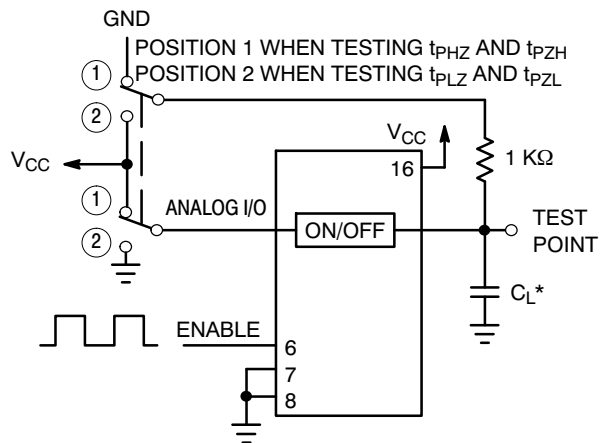 GND
POSITION 1 WHEN TESTING tPHZ AND tPZH
POSITION 2 WHEN TESTING tPLZ AND tPZL
1
2
VCC
VCC
16
1 KΩ
1
2
ANALOG I/O
ON/OFF
TEST
POINT
CL*
ENABLE
6
7
8